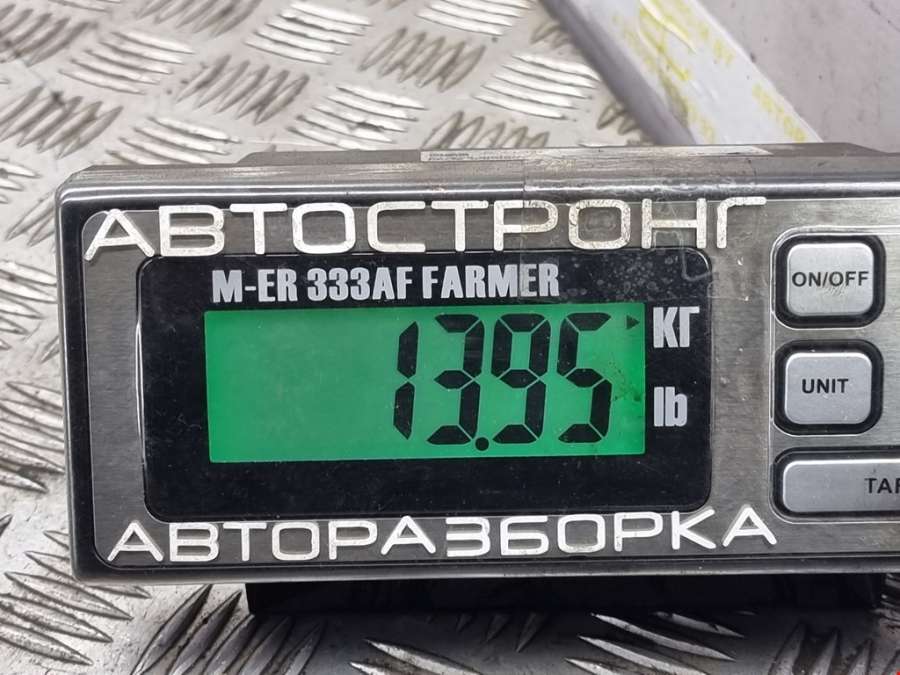 АВТОСТРОНГ
M-ER 333AF FARMER
13.95
КГ
lb
АВТОРАЗБОРКА
ON/OFF
UNIT